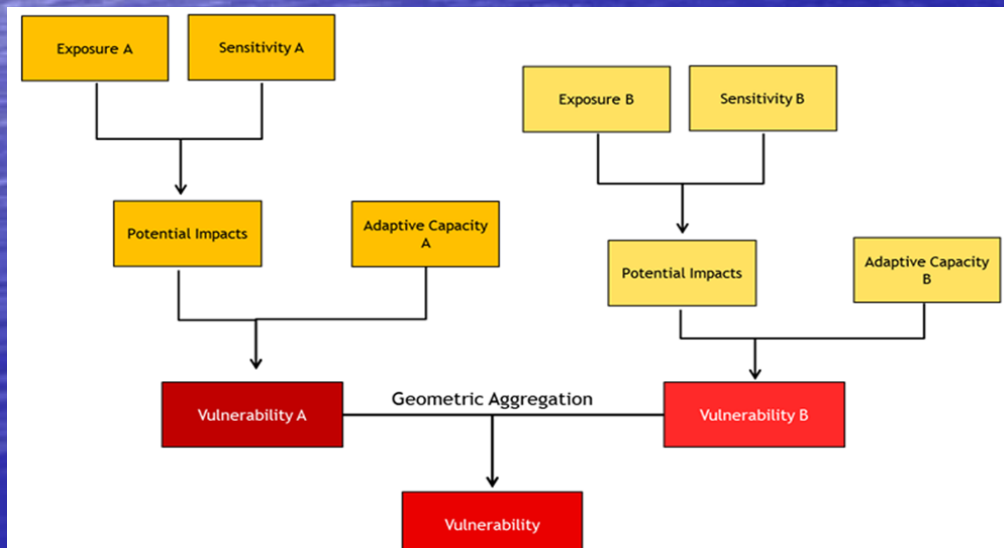 Exposure A
Sensitivity A
Exposure B
Sensitivity B
Potential Impacts
Adaptive Capacity
A
Potential Impacts
Adaptive Capacity
B
Vulnerability A
Geometric Aggregation
Vulnerability B
Vulnerability